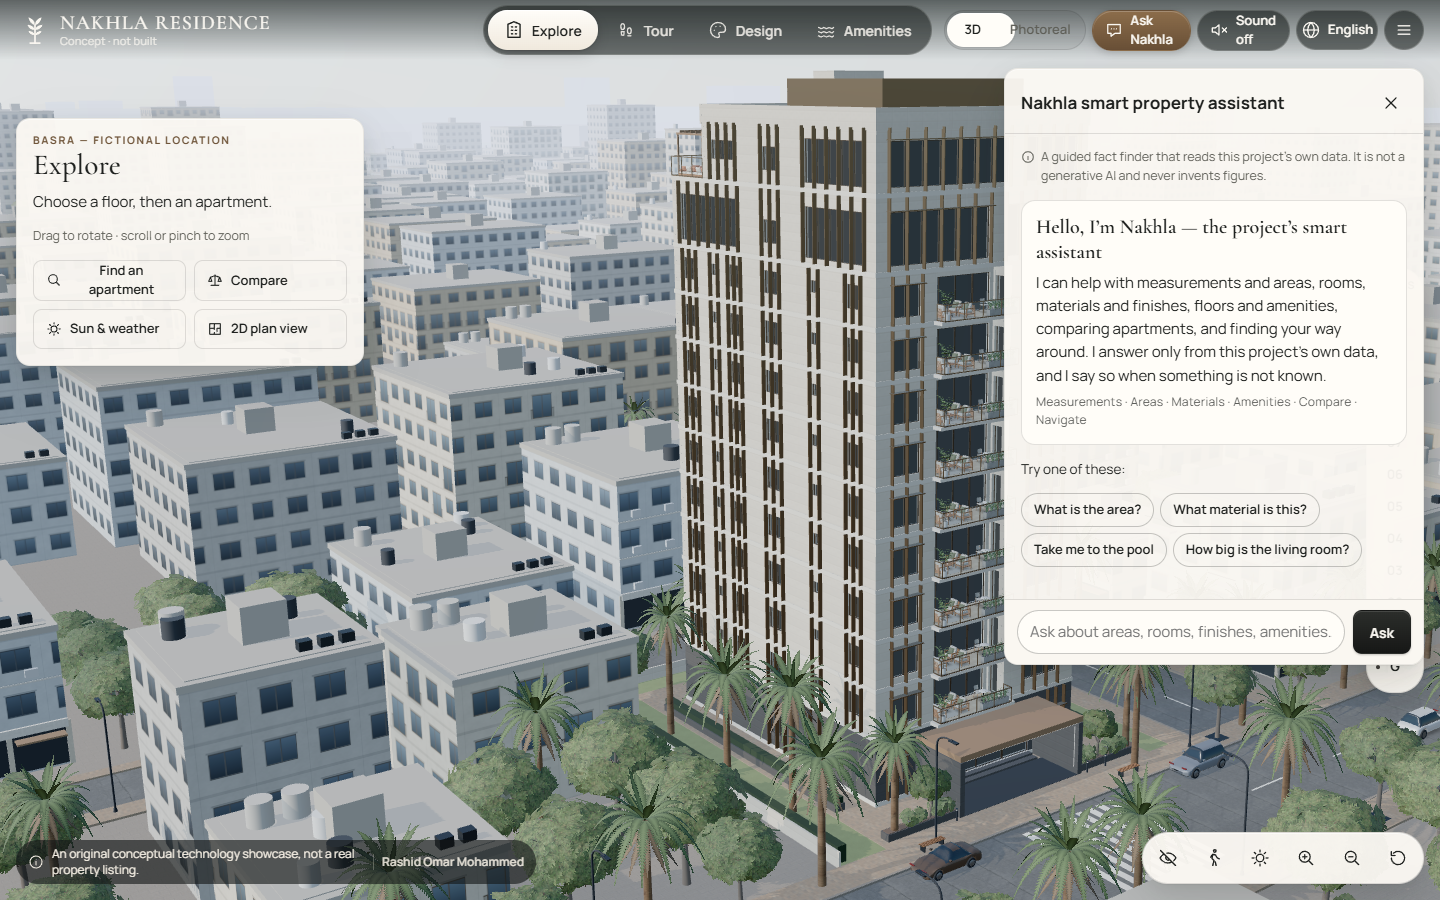 NAKHLA RESIDENCE
Concept · not built
Explore
Tour
Design
Amenities
3D
Photoreal
Ask
Nakhla
Sound
off
English
BASRA — FICTIONAL LOCATION
Explore
Choose a floor, then an apartment.
Drag to rotate · scroll or pinch to zoom
Find an
apartment
Compare
Sun & weather
2D plan view
Nakhla smart property assistant
A guided fact finder that reads this project's own data. It is not a
generative AI and never invents figures.
Hello, I'm Nakhla — the project's smart
assistant
I can help with measurements and areas, rooms,
materials and finishes, floors and amenities,
comparing apartments, and finding your way
around. I answer only from this project's own data,
and I say so when something is not known.
Measurements · Areas · Materials · Amenities · Compare ·
Navigate
Try one of these:
What is the area?
What material is this?
Take me to the pool
How big is the living room?
06
05
04
03
Ask about areas, rooms, finishes, amenities.
Ask
G
An original conceptual technology showcase, not a real
property listing.
Rashid Omar Mohammed